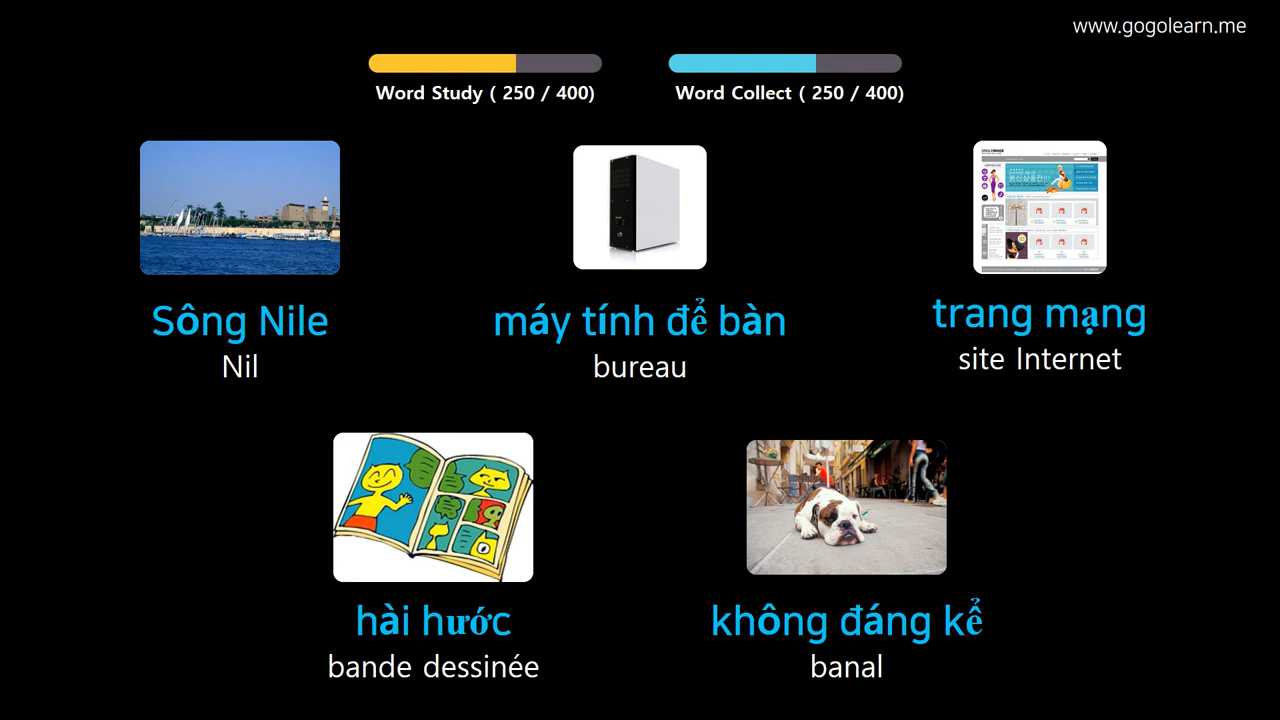 www.gogolearn.me
Word Study ( 250 / 400)
Word Collect ( 250 / 400)
Sông Nile
Nil
máy tính để bàn
bureau
trang mạng
site Internet
hài hước
bande dessinée
không đáng kể
banal